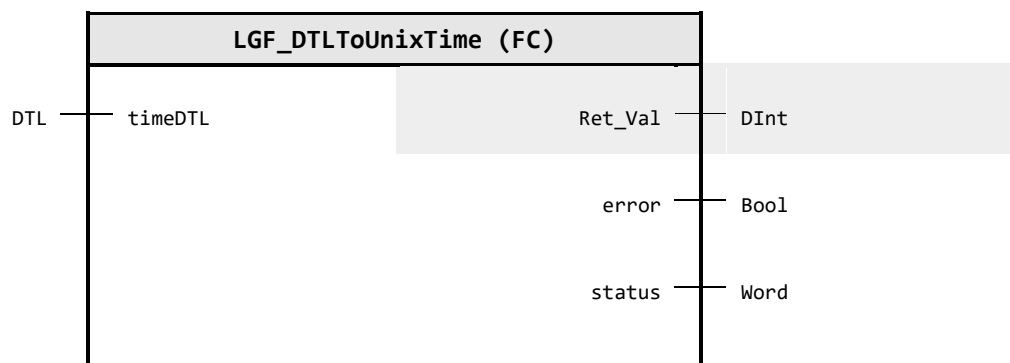 LGF_DTLToUnixTime (FC)
DTL timeDTL Ret_Val DInt
error Bool
status Word